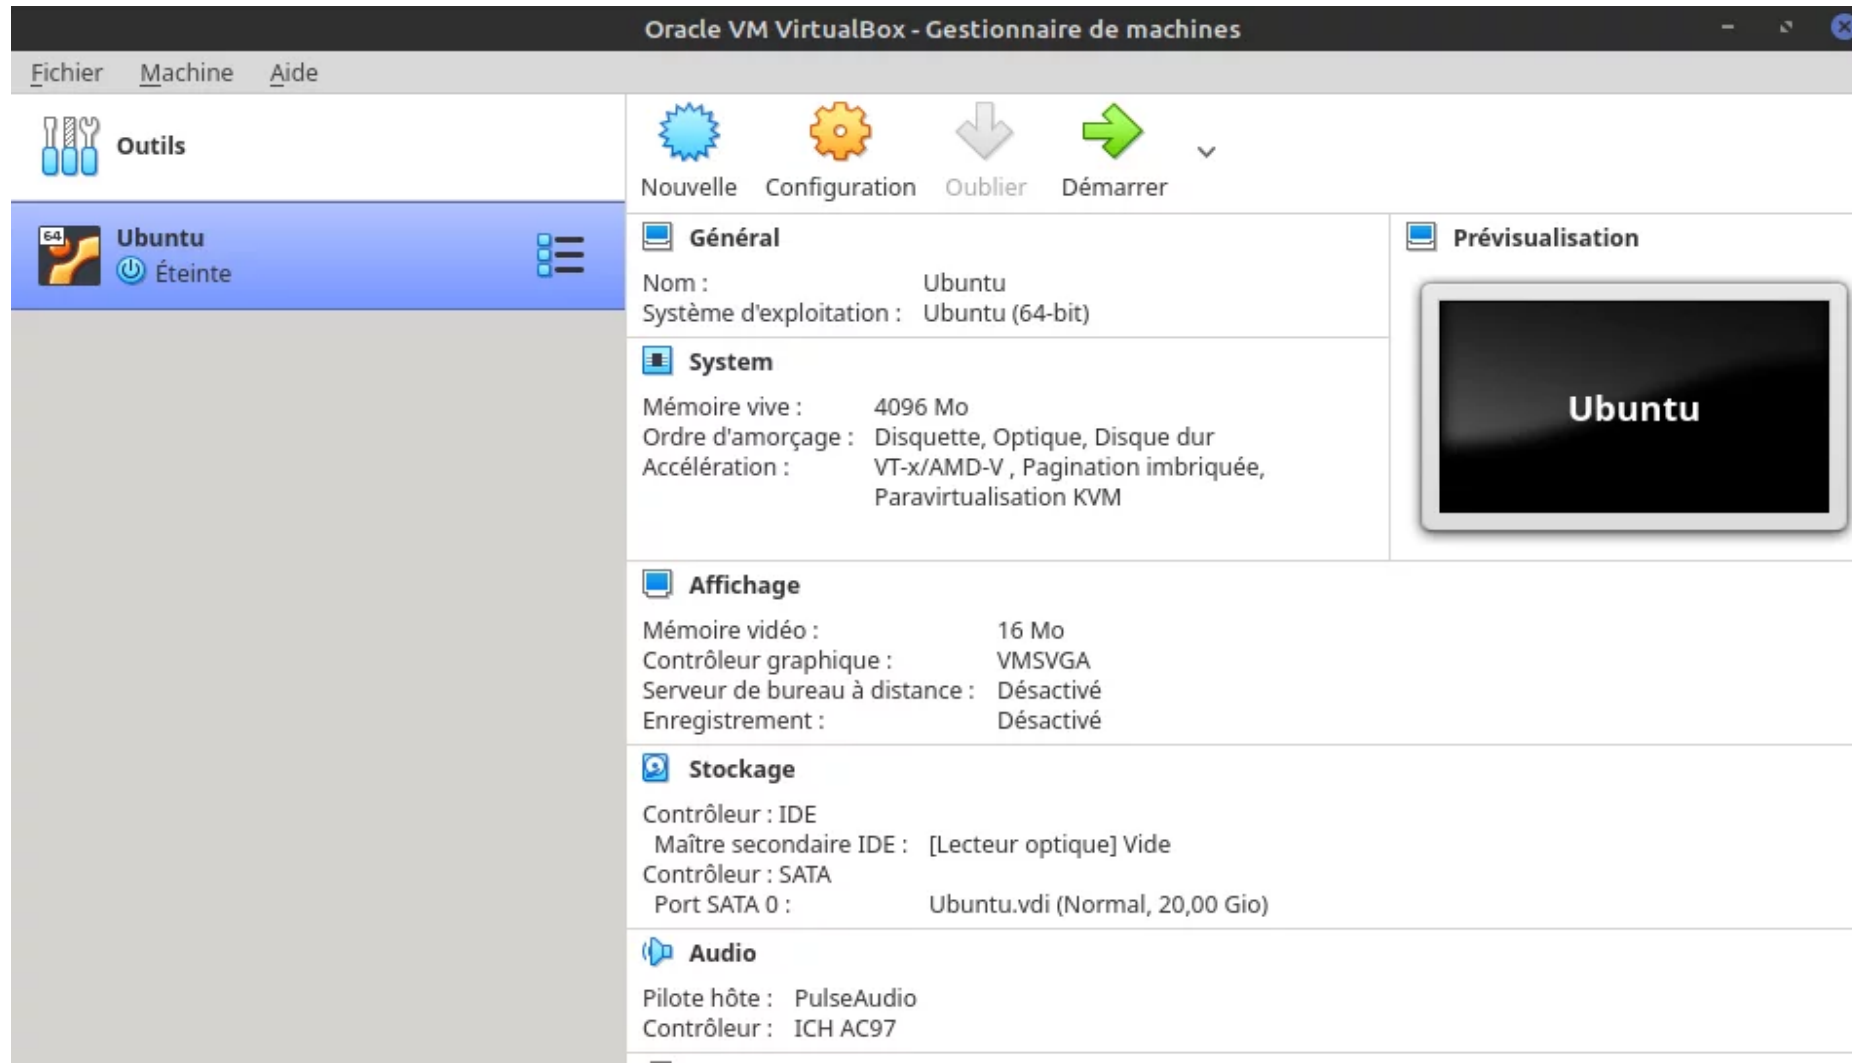 Oracle VM VirtualBox - Gestionnaire de machines
Fichier Machine Aide
Outils
Nouvelle Configuration Oublier Démarrer
64
Ubuntu
Éteinte
Général
Nom : Ubuntu
Système d'exploitation : Ubuntu (64-bit)
Prévisualisation
Ubuntu
System
Mémoire vive : 4096 Mo
Ordre d'amorçage : Disquette, Optique, Disque dur
Accélération : VT-x/AMD-V , Pagination imbriquée,
Paravirtualisation KVM
Affichage
Mémoire vidéo : 16 Mo
Contrôleur graphique : VMSVGA
Serveur de bureau à distance : Désactivé
Enregistrement : Désactivé
Stockage
Contrôleur : IDE
Maître secondaire IDE : [Lecteur optique] Vide
Contrôleur : SATA
Port SATA 0 : Ubuntu.vdi (Normal, 20,00 Gio)
Audio
Pilote hôte : PulseAudio
Contrôleur : ICH AC97